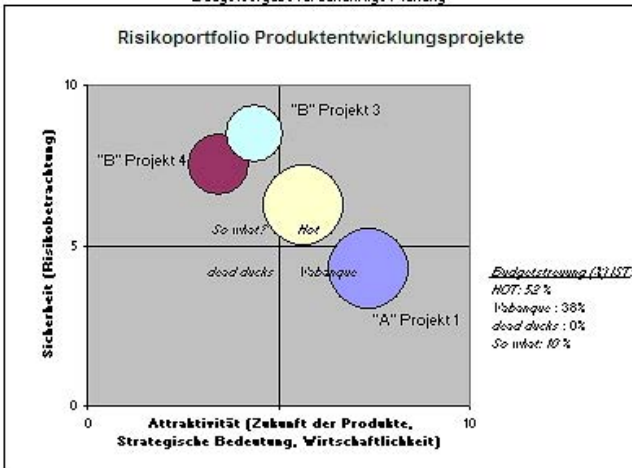 Risikoportfolio Produktentwicklungsprojekte
10
"B" Projekt 3
"B" Projekt 4
So what?
Hot
5
dead ducks
Vabanque
"A" Projekt 1
0
0
10
Sicherheit (Risikobetrachtung)
Attraktivität (Zukunft der Produkte,
Strategische Bedeutung, Wirtschaftlichkeit)
Budgetstreuung (%) IST
HOT: 52 %
Vabanque : 38%
dead ducks : 0%
So what: 10 %